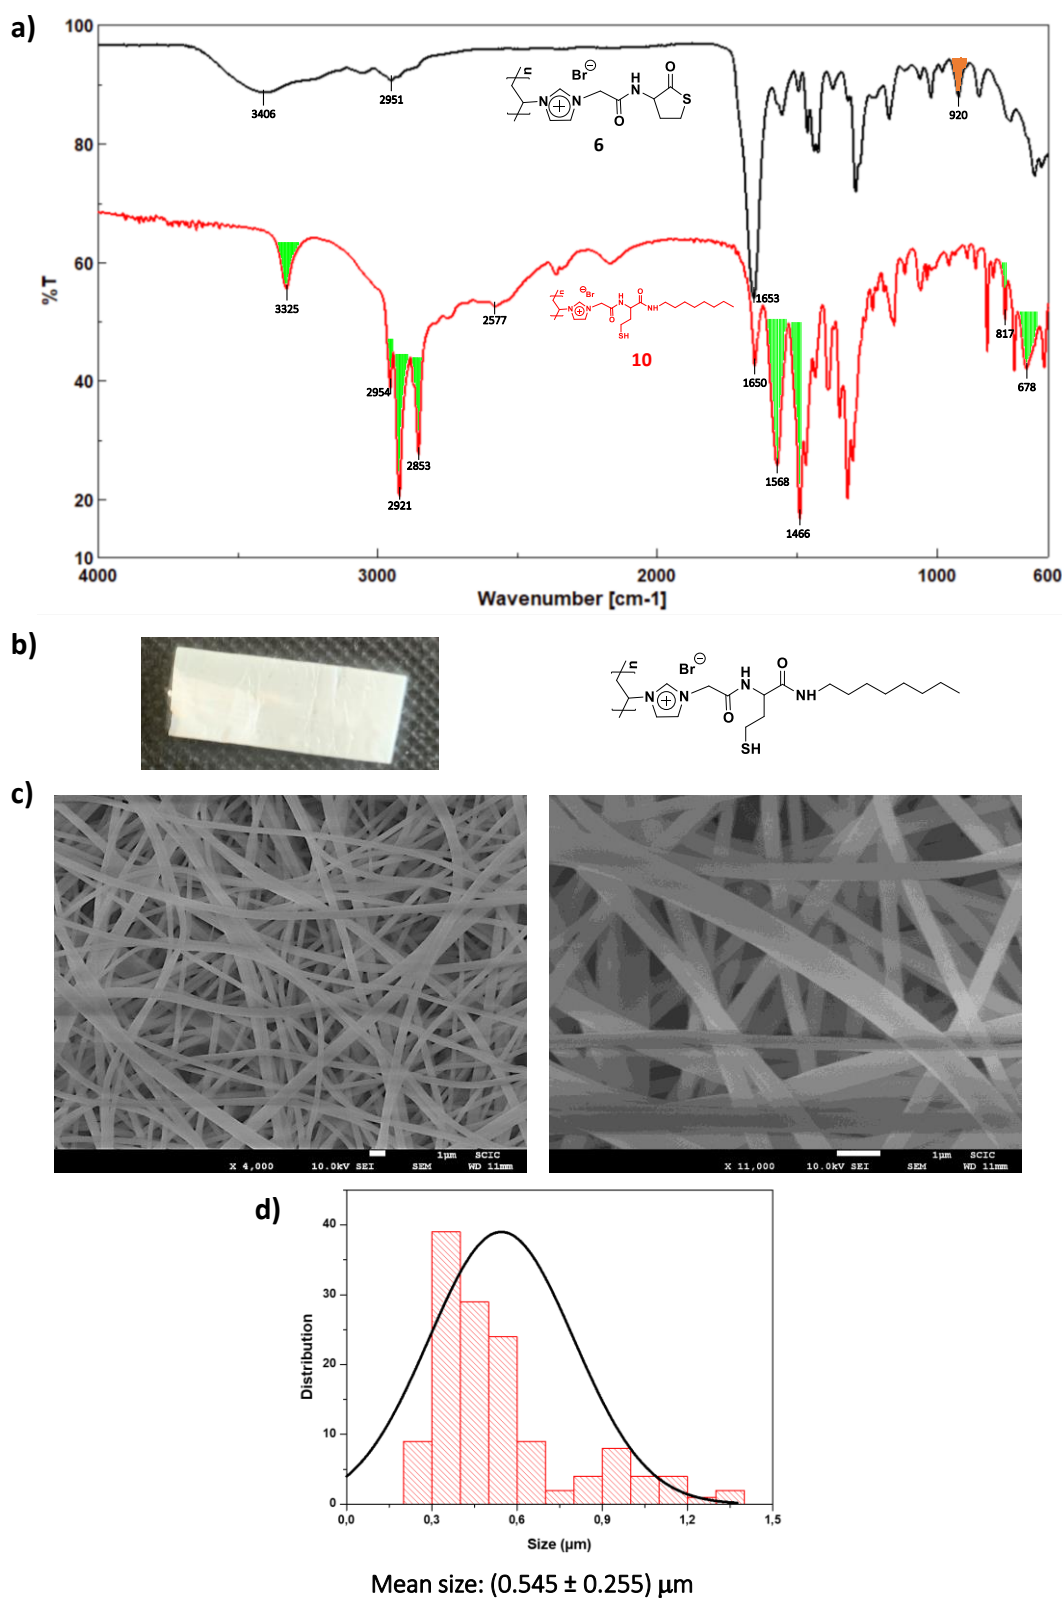 a)
100
80
60
40
20
10
%T
4000
3000
2000
1000
600
Wavenumber [cm-1]
3406
2951
1653
920
n
Br⊖
N
+
N
O
H
N
O
S
6
3325
2954
2921
2853
2577
1650
1568
1466
817
678
n
⊖Br
N
+
N
O
H
N
O
NH
SH
10
b)
n
Br⊖
N
+
N
O
H
N
O
NH
SH
c)
1µm SCIC
X 4,000 10.0kV SEI SEM WD 11mm
1µm SCIC
X 11,000 10.0kV SEI SEM WD 11mm
d)
40
30
20
10
0
Distribution
0,0
0,3
0,6
0,9
1,2
1,5
Size (µm)
Mean size: (0.545 ± 0.255) µm